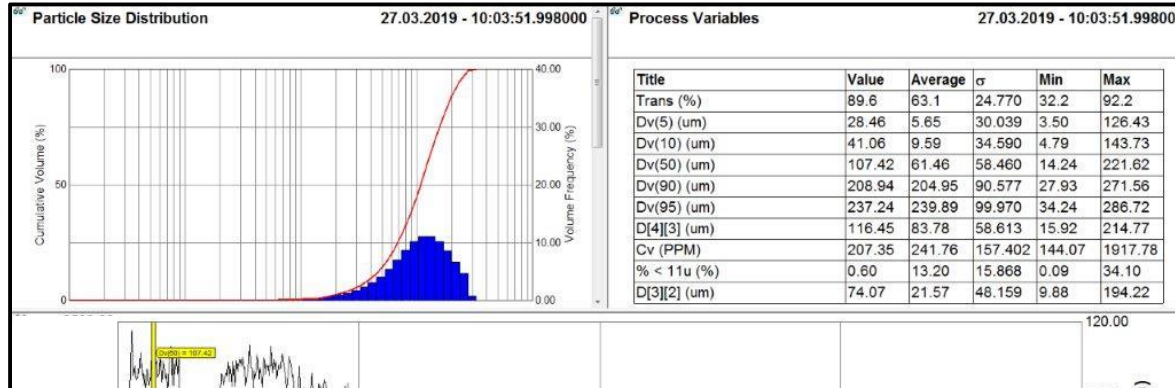 Particle Size Distribution 27.03.2019 - 10:03:51.998000
100
50
0
Cumulative Volume (%)
40.00
30.00
20.00
10.00
0.00
Volume Frequency (%)
Process Variables 27.03.2019 - 10:03:51.99800
Title Value Average σ Min Max
Trans (%) 89.6 63.1 24.770 32.2 92.2
Dv(5) (um) 28.46 5.65 30.039 3.50 126.43
Dv(10) (um) 41.06 9.59 34.590 4.79 143.73
Dv(50) (um) 107.42 61.46 58.460 14.24 221.62
Dv(90) (um) 208.94 204.95 90.577 27.93 271.56
Dv(95) (um) 237.24 239.89 99.970 34.24 286.72
D[4][3] (um) 116.45 83.78 58.613 15.92 214.77
Cv (PPM) 207.35 241.76 157.402 144.07 1917.78
% < 11u (%) 0.60 13.20 15.868 0.09 34.10
D[3][2] (um) 74.07 21.57 48.159 9.88 194.22
120.00
Dv(50) = 107.42